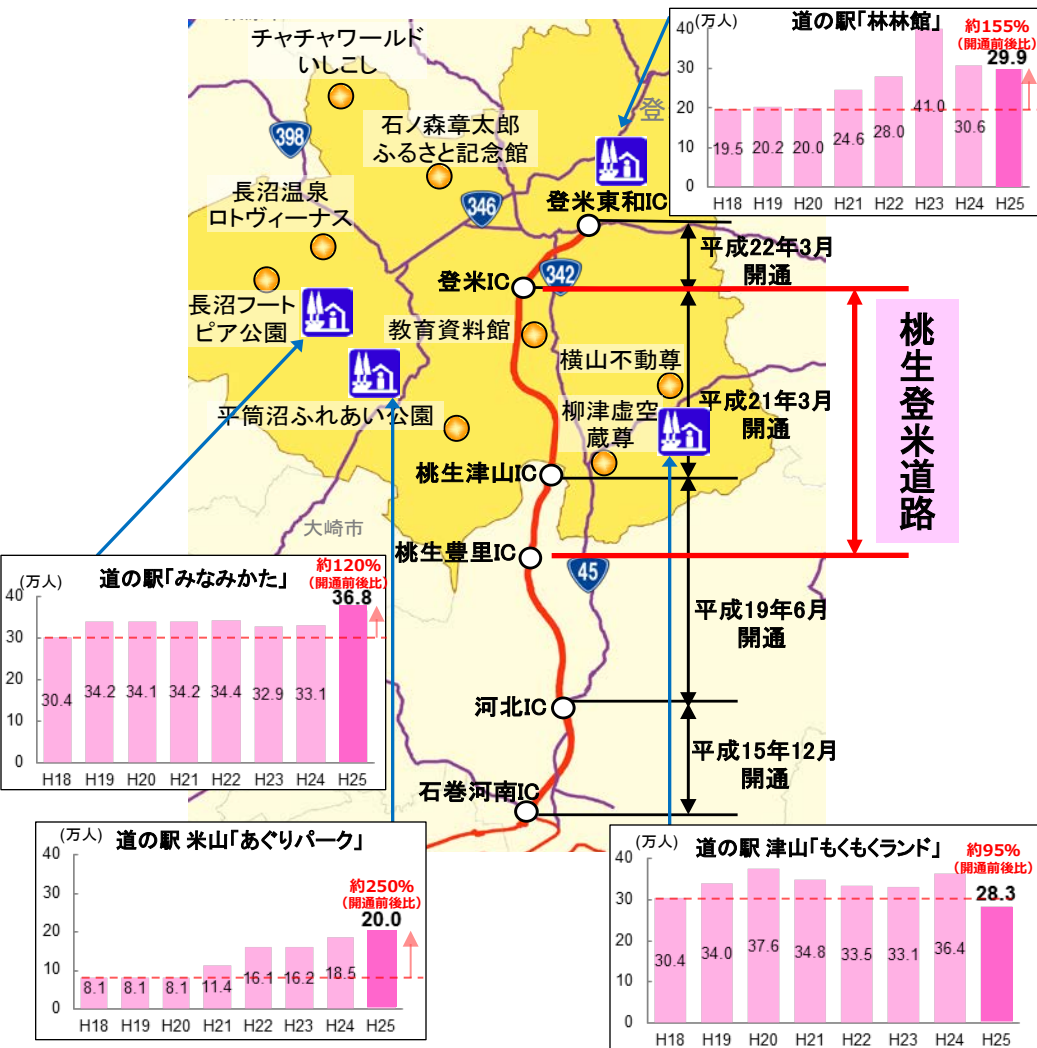 チャチャワールド
いしこし
398
石ノ森章太郎
ふるさと記念館
登
長沼温泉
ロトヴィーナス
346
登米東和IC
342
登米IC
長沼フート
ピア公園
教育資料館
横山不動尊
平筒沼ふれあい公園
柳津虚空
蔵尊
桃生津山IC
大崎市
桃生豊里IC
45
河北IC
石巻河南IC
平成22年3月
開通
平成21年3月
開通
平成19年6月
開通
平成15年12月
開通
桃生登米道路
(万人)
道の駅「林林館」
約155%
(開通前後比)
29.9
40
30
20
10
0
19.5 20.2 20.0 24.6 28.0 41.0 30.6
H18 H19 H20 H21 H22 H23 H24 H25
(万人)
道の駅「みなみかた」
約120%
(開通前後比)
36.8
40
30
20
10
0
30.4 34.2 34.1 34.2 34.4 32.9 33.1
H18 H19 H20 H21 H22 H23 H24 H25
(万人)
道の駅 米山「あぐりパーク」
約250%
(開通前後比)
20.0
40
30
20
10
0
8.1 8.1 8.1 11.4 16.1 16.2 18.5
H18 H19 H20 H21 H22 H23 H24 H25
(万人)
道の駅 津山「もくもくランド」
約95%
(開通前後比)
28.3
40
30
20
10
0
30.4 34.0 37.6 34.8 33.5 33.1 36.4
H18 H19 H20 H21 H22 H23 H24 H25